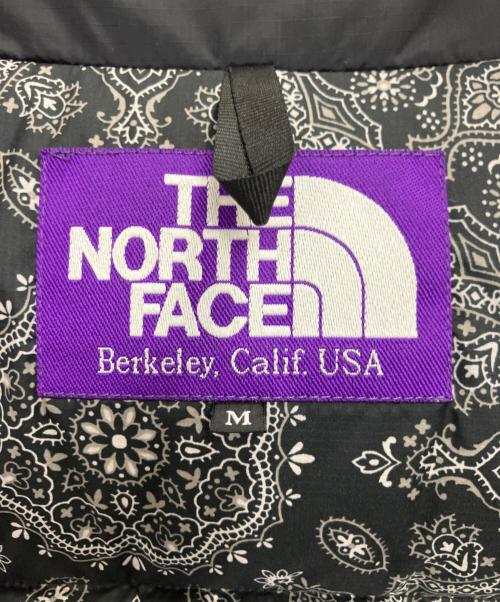 THE
NORTH
FACE
Berkeley, Calif. USA
M